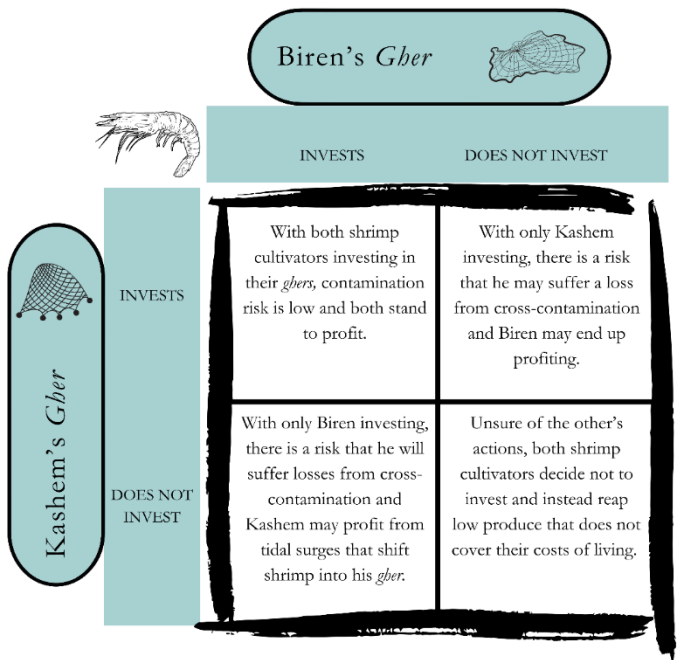 Biren’s Gher
INVESTS
DOES NOT INVEST
Kashem’s Gher
INVESTS
With both shrimp
cultivators investing in
their ghers, contamination
risk is low and both stand
to profit.
With only Kashem
investing, there is a risk
that he may suffer a loss
from cross-contamination
and Biren may end up
profiting.
DOES NOT
INVEST
With only Biren investing,
there is a risk that he will
suffer losses from cross-
contamination and
Kashem may profit from
tidal surges that shift
shrimp into his gher.
Unsure of the other’s
actions, both shrimp
cultivators decide not to
invest and instead reap
low produce that does not
cover their costs of living.